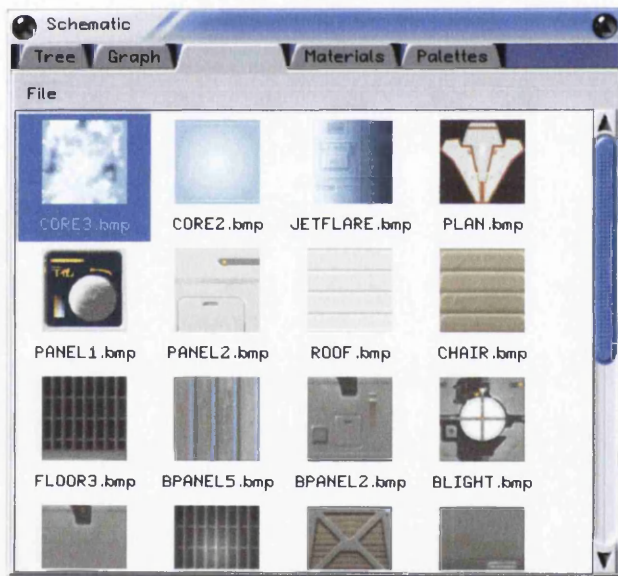 Schematic
Tree Graph Materials Palettes
File
CORE3.bmp CORE2.bmp JETFLARE.bmp PLAN.bmp
PANEL1.bmp PANEL2.bmp ROOF.bmp CHAIR.bmp
FLOOR3.bmp BPANEL5.bmp BPANEL2.bmp BLIGHT.bmp